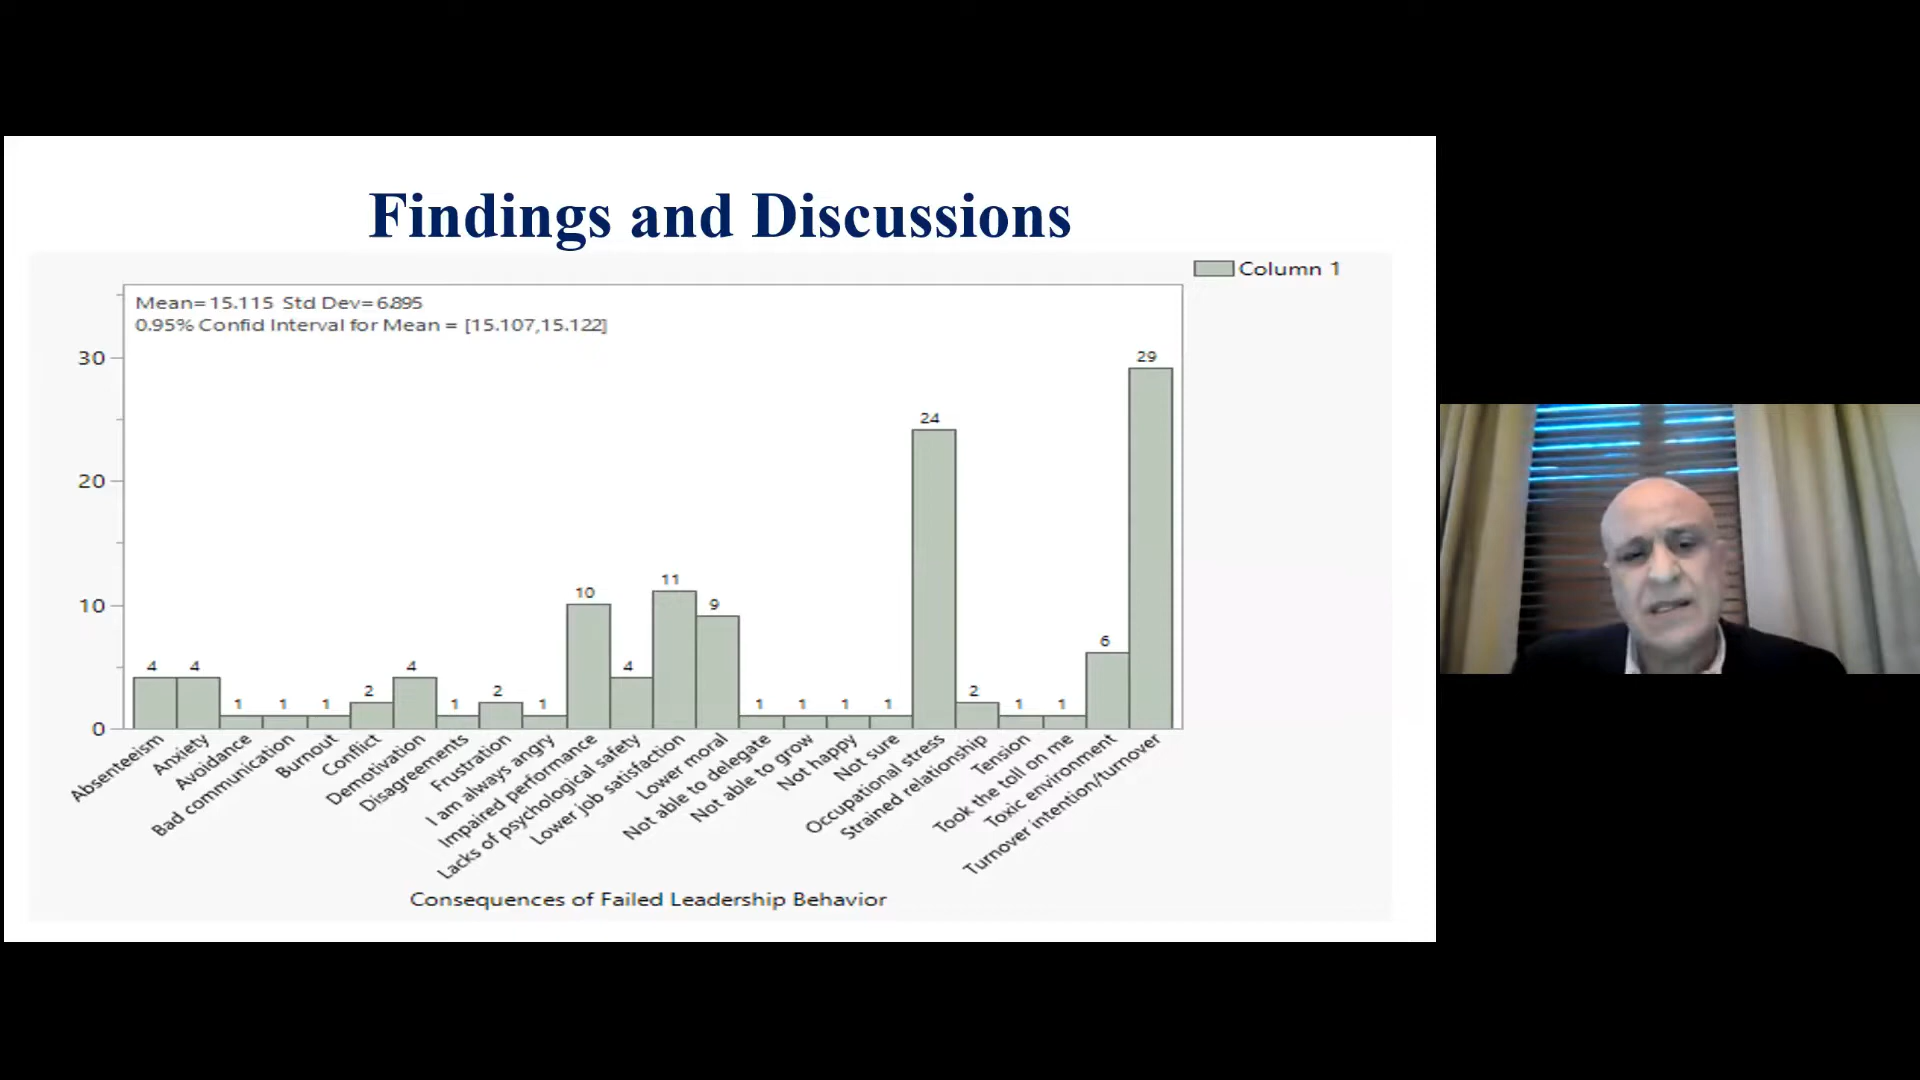 Findings and Discussions
Column 1
Mean=15.115 Std Dev=6.895
0.95% Confid Interval for Mean = [15.107,15.122]
30
20
10
0
4
4
1
1
1
2
4
1
2
1
10
4
11
9
1
1
1
1
24
2
1
1
6
29
Absenteeism
Anxiety
Avoidance
Bad communication
Burnout
Conflict
Demotivation
Disagreements
Frustration
I am always angry
Impaired performance
Lacks of psychological safety
Lower job satisfaction
Lower moral
Not able to delegate
Not able to grow
Not happy
Not sure
Occupational stress
Strained relationship
Tension
Took the toll on me
Toxic environment
Turnover intention/turnover
Consequences of Failed Leadership Behavior